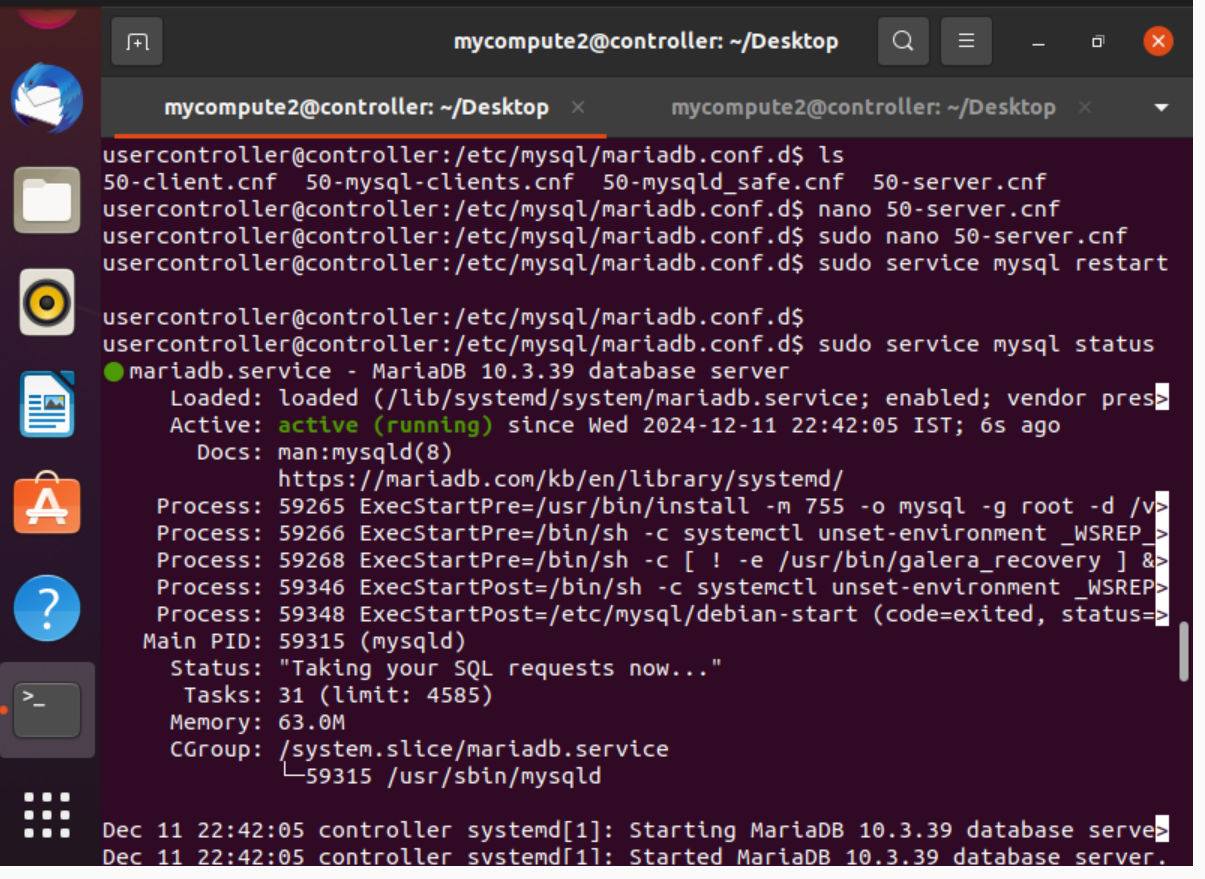 mycompute2@controller: ~/Desktop
mycompute2@controller: ~/Desktop
mycompute2@controller: ~/Desktop
usercontroller@controller:/etc/mysql/mariadb.conf.d$ ls
50-client.cnf  50-mysql-clients.cnf  50-mysqld_safe.cnf  50-server.cnf
usercontroller@controller:/etc/mysql/mariadb.conf.d$ nano 50-server.cnf
usercontroller@controller:/etc/mysql/mariadb.conf.d$ sudo nano 50-server.cnf
usercontroller@controller:/etc/mysql/mariadb.conf.d$ sudo service mysql restart
usercontroller@controller:/etc/mysql/mariadb.conf.d$
usercontroller@controller:/etc/mysql/mariadb.conf.d$ sudo service mysql status
● mariadb.service - MariaDB 10.3.39 database server
Loaded: loaded (/lib/systemd/system/mariadb.service; enabled; vendor pres>
Active: active (running) since Wed 2024-12-11 22:42:05 IST; 6s ago
Docs: man:mysqld(8)
https://mariadb.com/kb/en/library/systemd/
Process: 59265 ExecStartPre=/usr/bin/install -m 755 -o mysql -g root -d /v>
Process: 59266 ExecStartPre=/bin/sh -c systemctl unset-environment _WSREP_>
Process: 59268 ExecStartPre=/bin/sh -c [ ! -e /usr/bin/galera_recovery ] &>
Process: 59346 ExecStartPost=/bin/sh -c systemctl unset-environment _WSREP>
Process: 59348 ExecStartPost=/etc/mysql/debian-start (code=exited, status=>
Main PID: 59315 (mysqld)
Status: "Taking your SQL requests now..."
Tasks: 31 (limit: 4585)
Memory: 63.0M
CGroup: /system.slice/mariadb.service
└─59315 /usr/sbin/mysqld
Dec 11 22:42:05 controller systemd[1]: Starting MariaDB 10.3.39 database serve>
Dec 11 22:42:05 controller systemd[1]: Started MariaDB 10.3.39 database server.